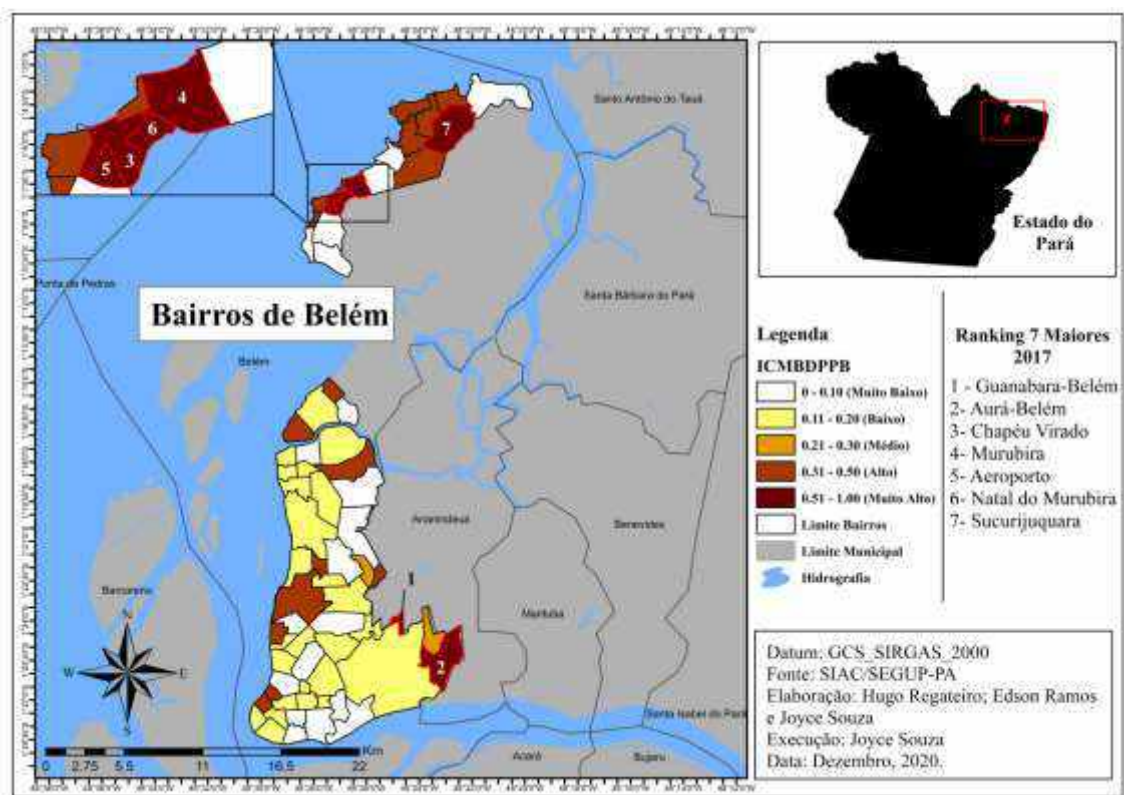 4
6
3
5
7
Santo Antônio do Tauá
Ponta de Pedras
Santa Bárbara do Pará
Bairros de Belém
Belém
Ananindeua
Benevides
Barcarena
Marituba
1
2
N
W
E
S
Santa Isabel do Pará
Acará
Bujaru
Km
0 2.75 5.5 11 16.5 22
Estado do
Pará
Legenda
ICMBDPPB
0 - 0.10 (Muito Baixo)
0.11 - 0.20 (Baixo)
0.21 - 0.30 (Médio)
0.31 - 0.50 (Alto)
0.51 - 1.00 (Muito Alto)
Limite Bairros
Limite Municipal
Hidrografia
Ranking 7 Maiores
2017
1 - Guanabara-Belém
2- Aurá-Belém
3- Chapéu Virado
4- Murubira
5- Aeroporto
6- Natal do Murubira
7- Sucurijuquara
Datum: GCS_SIRGAS_2000
Fonte: SIAC/SEGUP-PA
Elaboração: Hugo Regateiro; Edson Ramos
e Joyce Souza
Execução: Joyce Souza
Data: Dezembro, 2020.